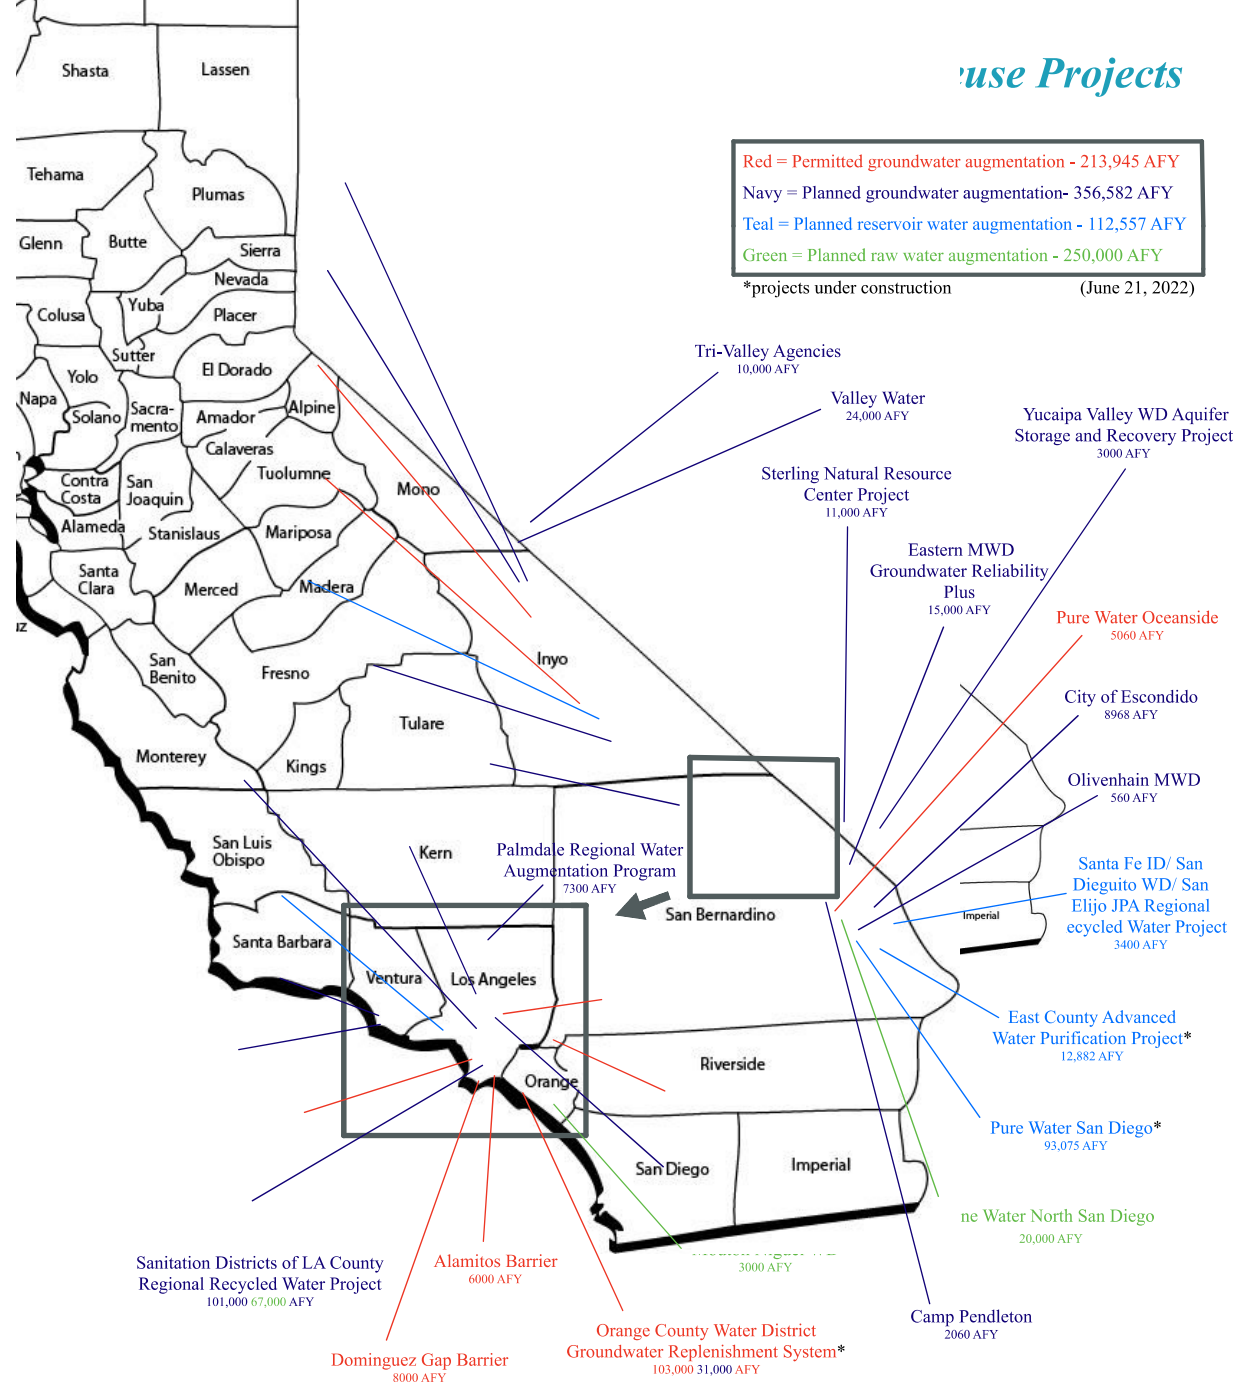 use Projects
Red = Permitted groundwater augmentation - 213,945 AFY
Navy = Planned groundwater augmentation- 356,582 AFY
Teal = Planned reservoir water augmentation - 112,557 AFY
Green = Planned raw water augmentation - 250,000 AFY
*projects under construction (June 21, 2022)
Shasta
Lassen
Tehama
Plumas
Glenn
Butte
Sierra
Nevada
Yuba
Placer
Colusa
Sutter
El Dorado
Yolo
Napa
Solano
Sacra-
mento
Amador
Alpine
Calaveras
Tuolumne
Mono
Contra
Costa
San
Joaquin
Alameda
Stanislaus
Mariposa
Santa
Clara
Merced
Madera
uz
San
Benito
Fresno
Inyo
Monterey
Kings
Tulare
San Luis
Obispo
Kern
San Bernardino
Santa Barbara
Ventura
Los Angeles
Orange
Riverside
San Diego
Imperial
Imperial
Tri-Valley Agencies
10,000 AFY
Valley Water
24,000 AFY
Yucaipa Valley WD Aquifer
Storage and Recovery Project
3000 AFY
Sterling Natural Resource
Center Project
11,000 AFY
Eastern MWD
Groundwater Reliability
Plus
15,000 AFY
Pure Water Oceanside
5060 AFY
City of Escondido
8968 AFY
Olivenhain MWD
560 AFY
Palmdale Regional Water
Augmentation Program
7300 AFY
Santa Fe ID/ San
Dieguito WD/ San
Elijo JPA Regional
ecycled Water Project
3400 AFY
East County Advanced
Water Purification Project*
12,882 AFY
Pure Water San Diego*
93,075 AFY
ne Water North San Diego
20,000 AFY
3000 AFY
Sanitation Districts of LA County
Regional Recycled Water Project
101,000 67,000 AFY
Alamitos Barrier
6000 AFY
Camp Pendleton
2060 AFY
Orange County Water District
Groundwater Replenishment System*
103,000 31,000 AFY
Dominguez Gap Barrier
8000 AFY